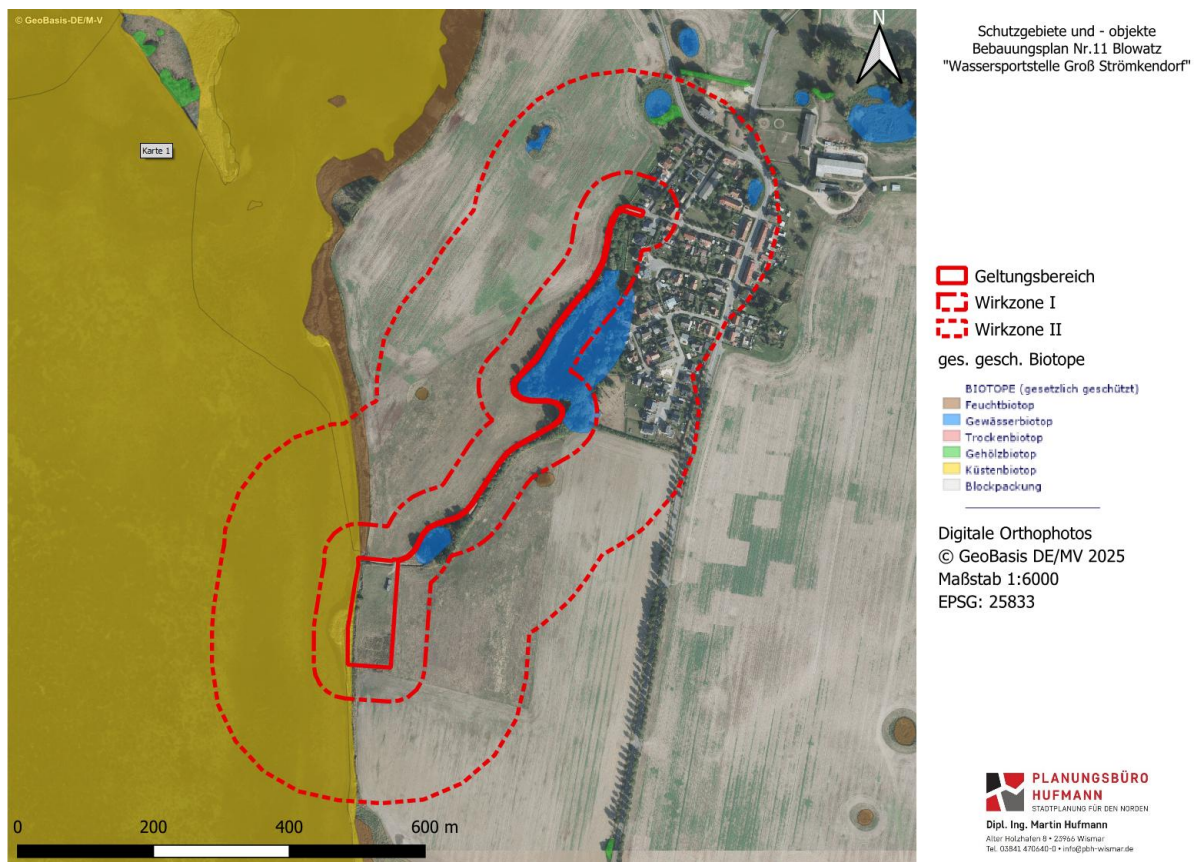 © GeoBasis-DE/M-V
Karte 1
N
0
200
400
600 m
Schutzgebiete und - objekte
Bebauungsplan Nr.11 Blowatz
"Wassersportstelle Groß Strömkendorf"
Geltungsbereich
Wirkzone I
Wirkzone II
ges. gesch. Biotope
BIOTOPE (gesetzlich geschützt)
Feuchtbiotop
Gewässerbiotop
Trockenbiotop
Gehölzbiotop
Küstenbiotop
Blockpackung
Digitale Orthophotos
© GeoBasis DE/MV 2025
Maßstab 1:6000
EPSG: 25833
PLANUNGSBÜRO
HUFMANN
STADTPLANUNG FÜR DEN NORDEN
Dipl. Ing. Martin Hufmann
Alter Holzhafen 8 • 23966 Wismar
Tel. 03841 470640-0 • info@pbh-wismar.de